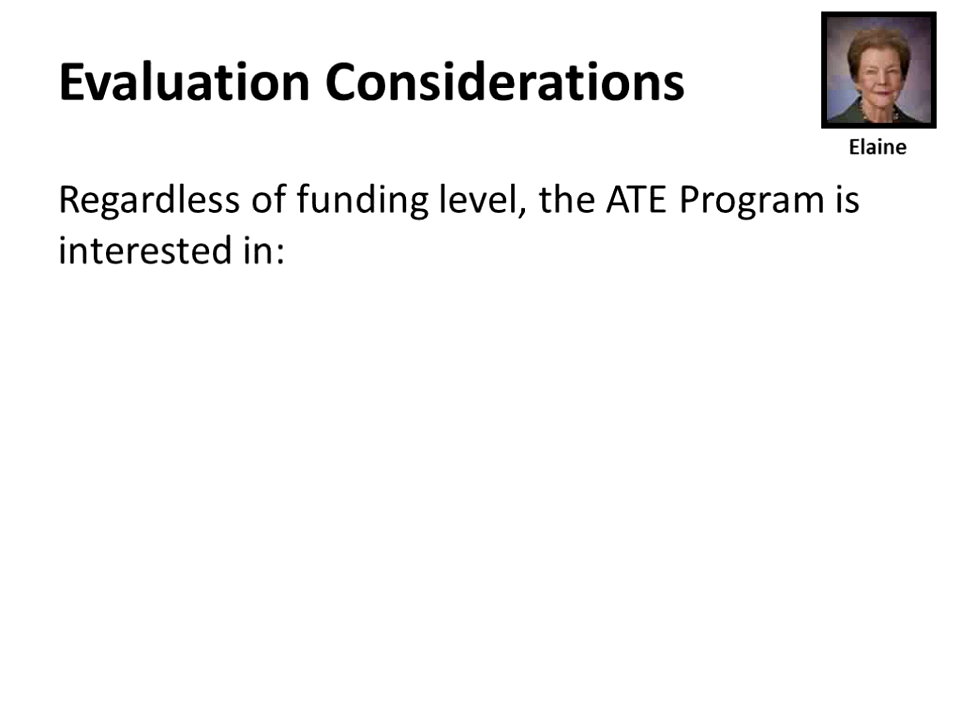 Evaluation Considerations
Elaine
Regardless of funding level, the ATE Program is
interested in: